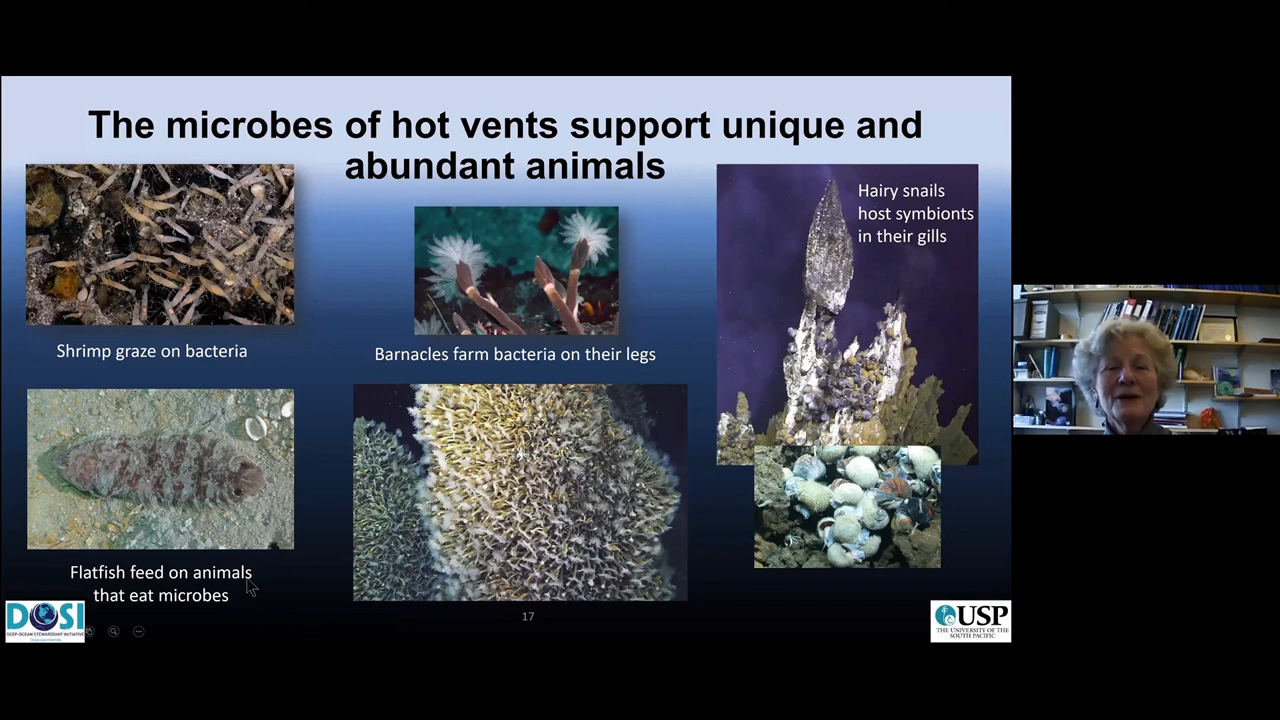 The microbes of hot vents support unique and
abundant animals
Hairy snails
host symbionts
in their gills
Shrimp graze on bacteria
Barnacles farm bacteria on their legs
Flatfish feed on animals
that eat microbes
17
DOSI
DEEP-OCEAN STEWARDSHIP INITIATIVE
USP
THE UNIVERSITY OF THE
SOUTH PACIFIC